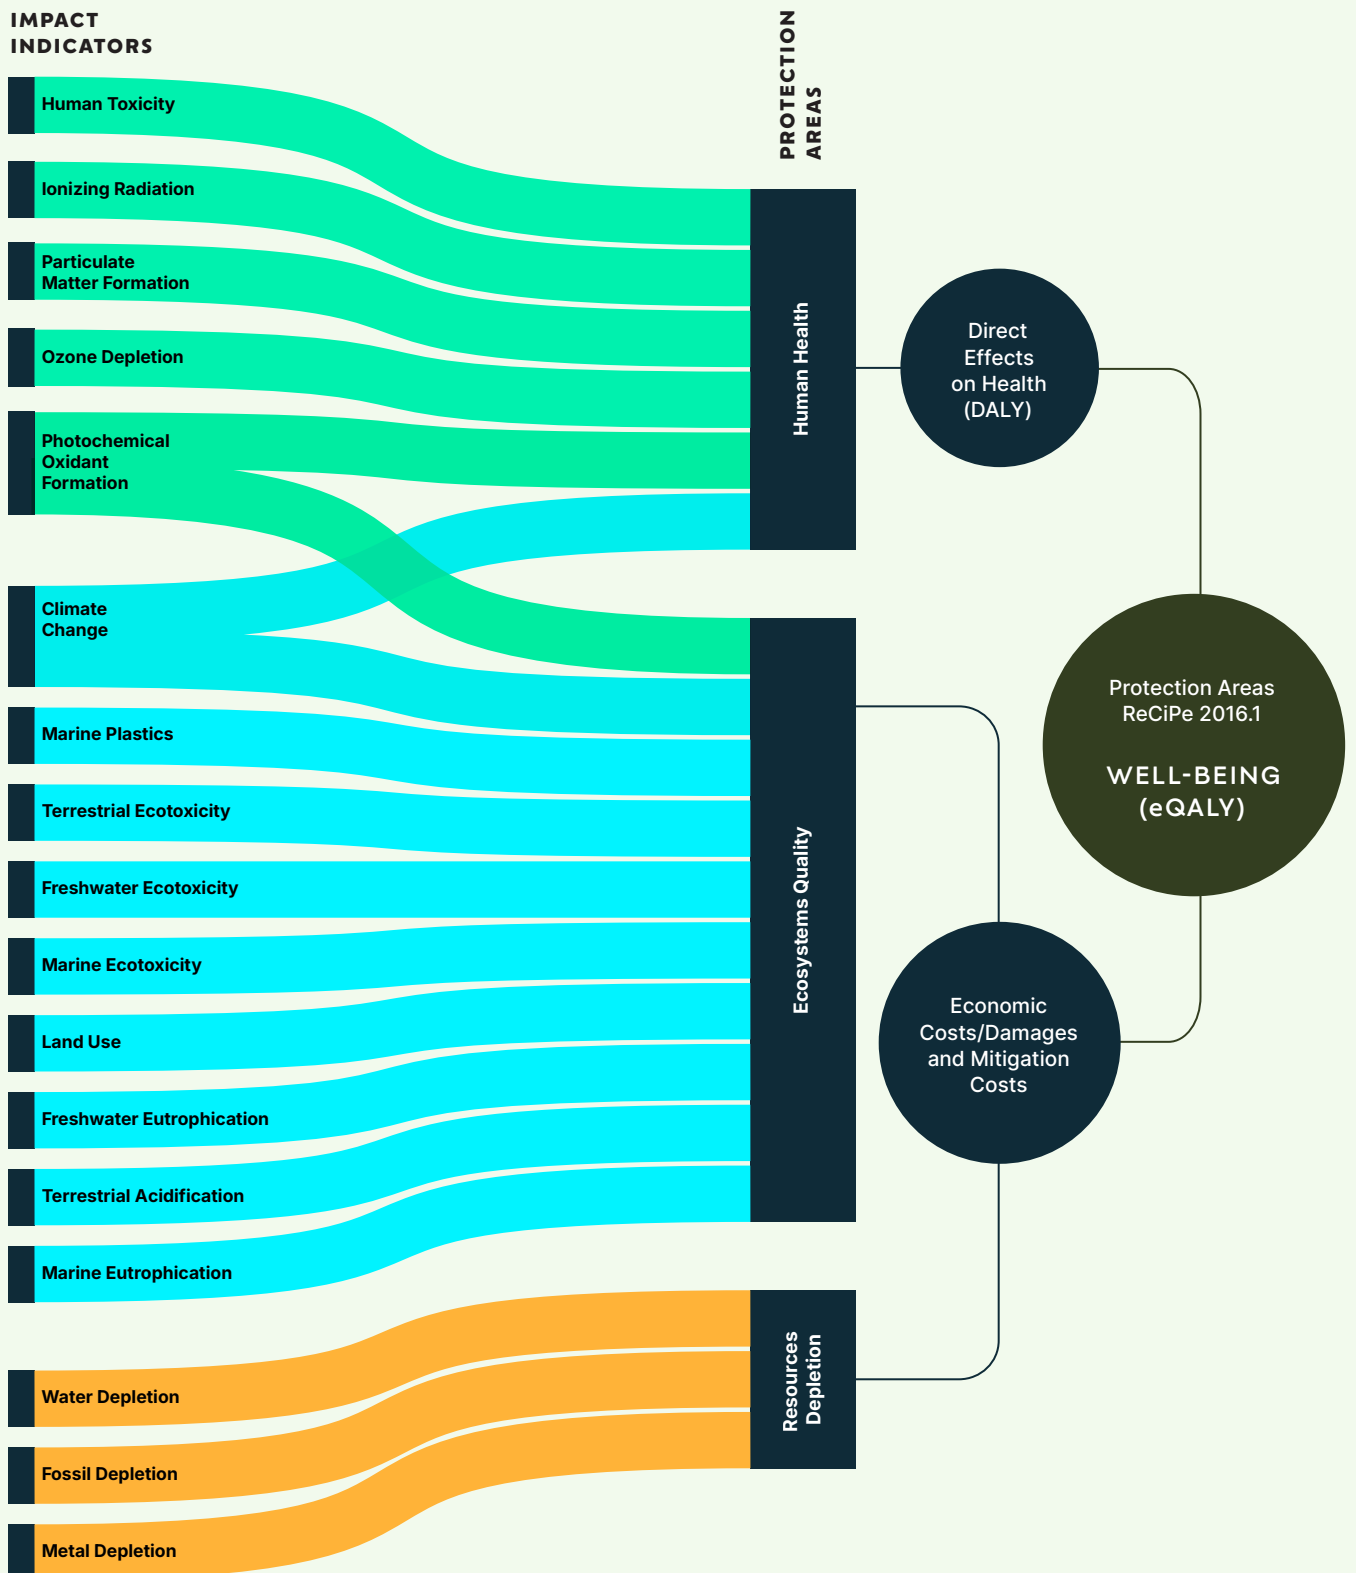 IMPACT
INDICATORS
PROTECTION
AREAS
Human Toxicity
Ionizing Radiation
Particulate
Matter Formation
Ozone Depletion
Photochemical
Oxidant
Formation
Climate
Change
Marine Plastics
Terrestrial Ecotoxicity
Freshwater Ecotoxicity
Marine Ecotoxicity
Land Use
Freshwater Eutrophication
Terrestrial Acidification
Marine Eutrophication
Water Depletion
Fossil Depletion
Metal Depletion
Human Health
Ecosystems Quality
Resources
Depletion
Direct
Effects
on Health
(DALY)
Economic
Costs/Damages
and Mitigation
Costs
Protection Areas
ReCiPe 2016.1
WELL-BEING
(eQALY)